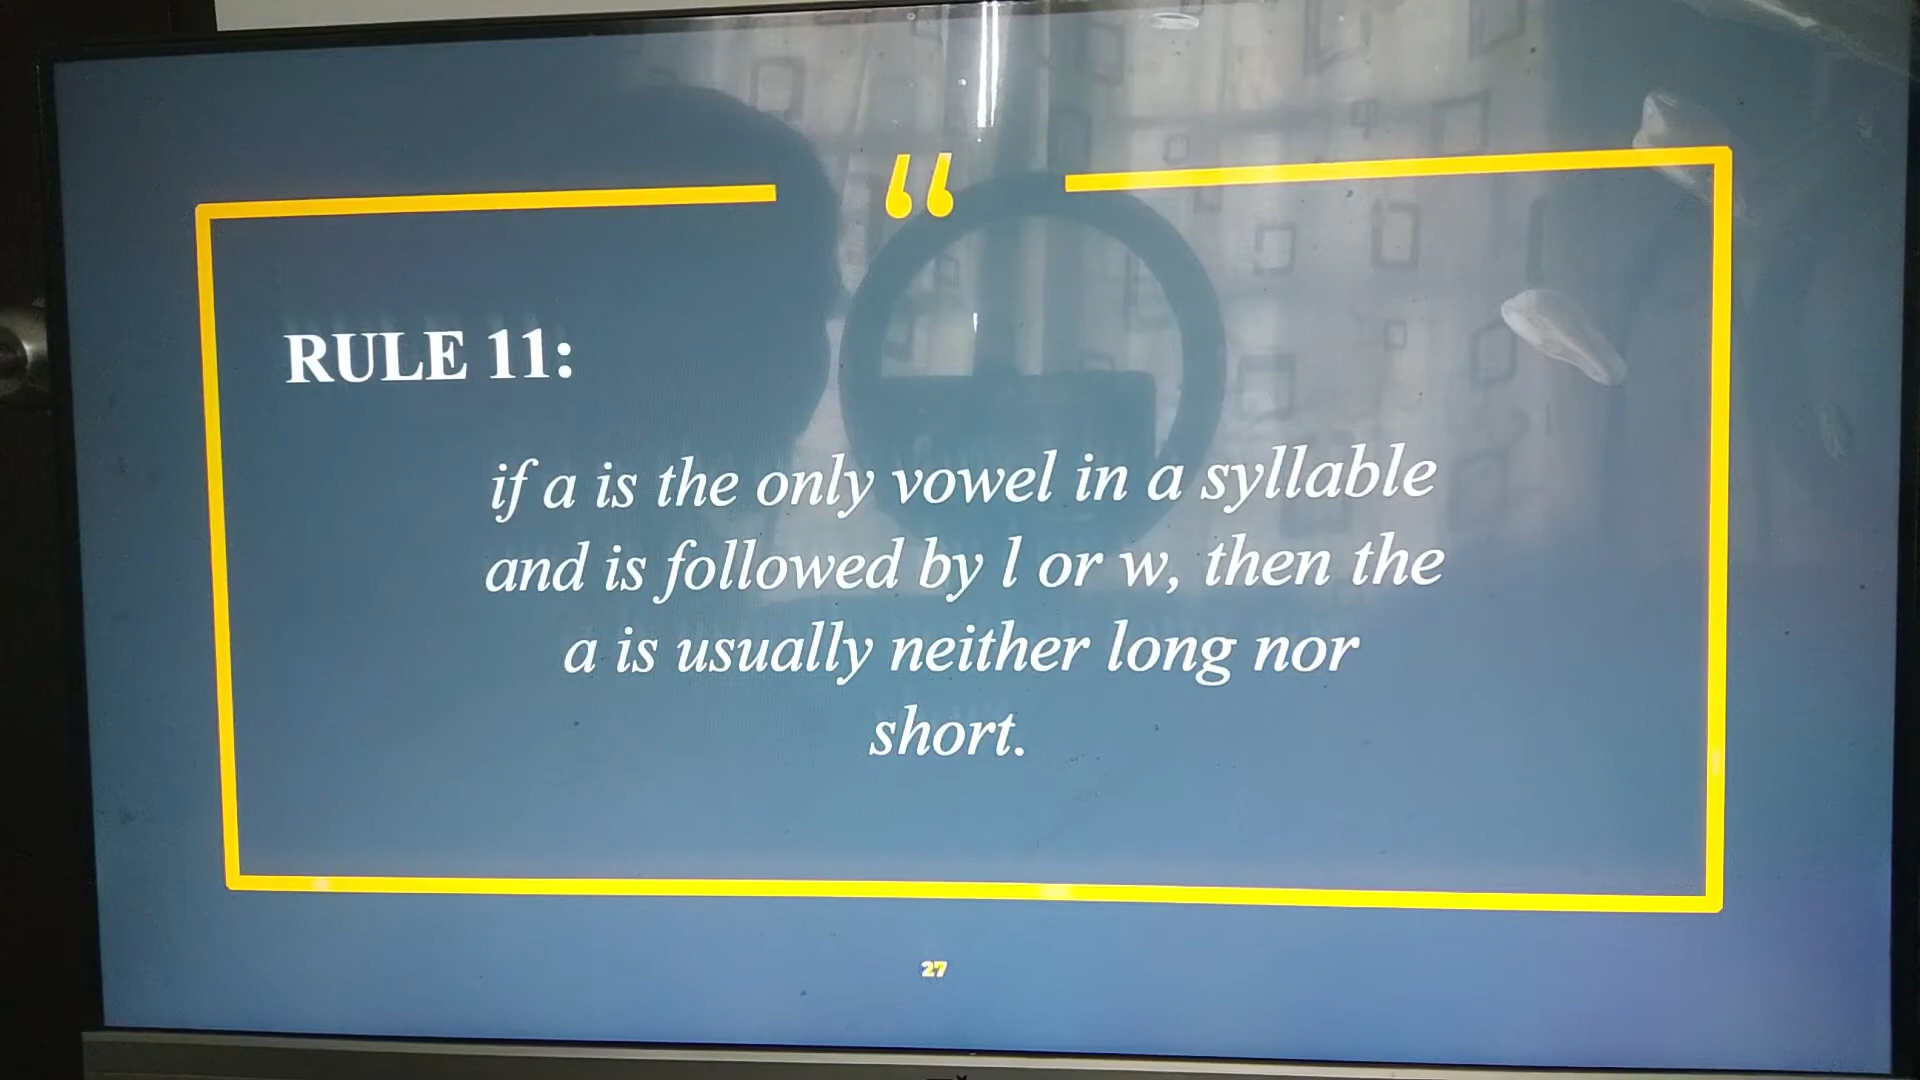 “
RULE 11:
if a is the only vowel in a syllable
and is followed by l or w, then the
a is usually neither long nor
short.
27